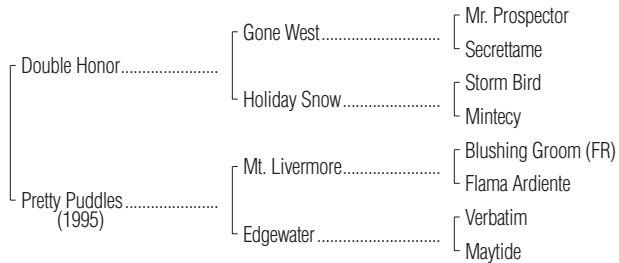 Mr. Prospector
Gone West
Secrettame
Double Honor
Storm Bird
Holiday Snow
Mintecy
Blushing Groom (FR)
Mt. Livermore
Flama Ardiente
Pretty Puddles
(1995)
Verbatim
Edgewater
Maytide